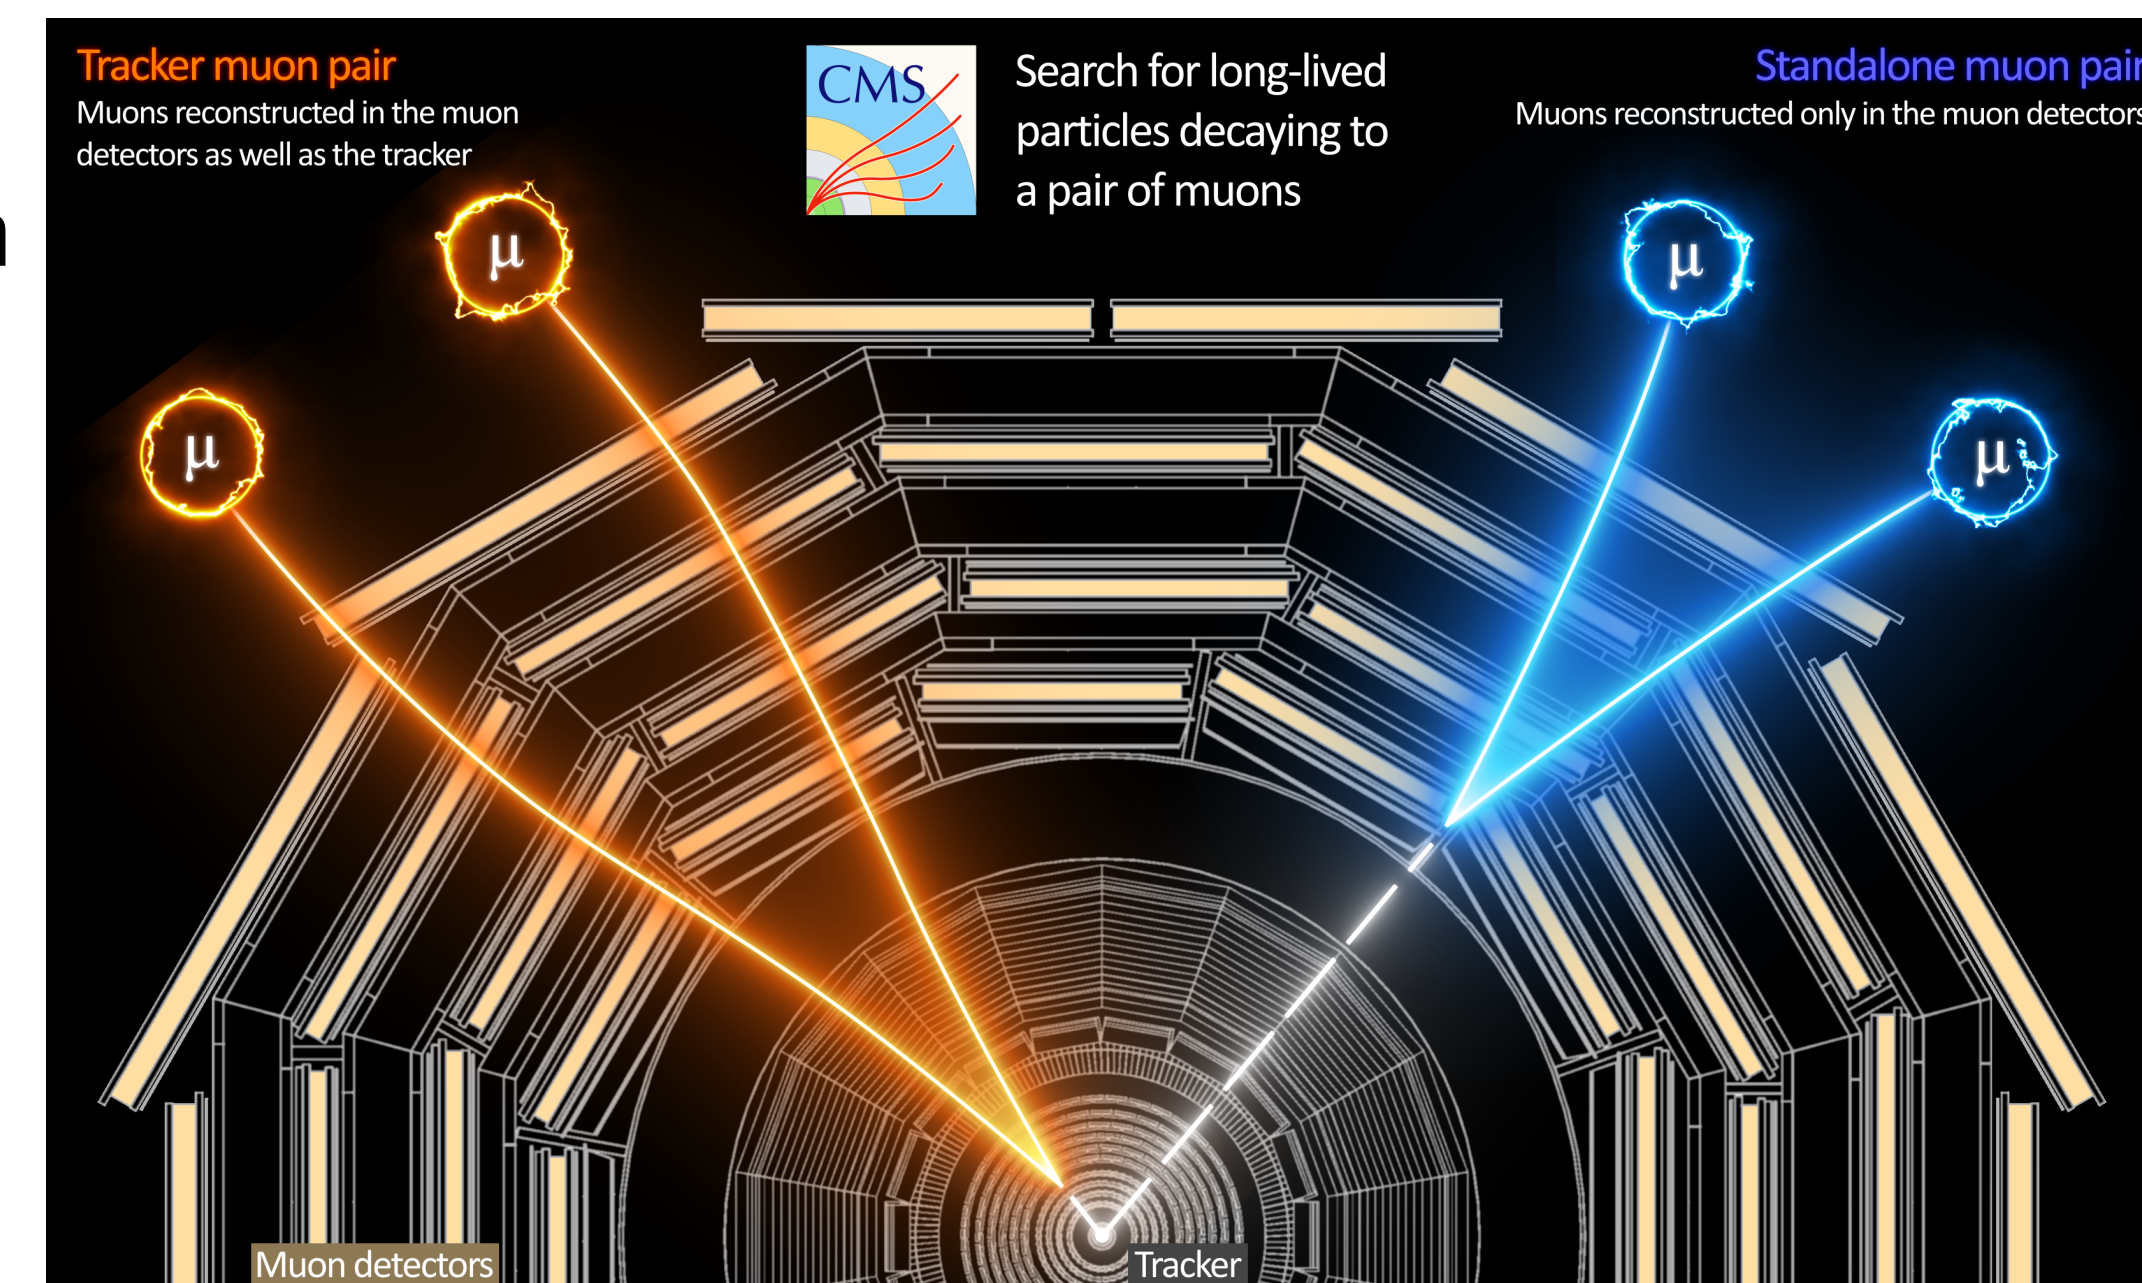 Tracker muon pair
Muons reconstructed in the muon
detectors as well as the tracker
CMS
Search for long-lived
particles decaying to
a pair of muons
Standalone muon pair
Muons reconstructed only in the muon detectors
n
μ
μ
μ
μ
Muon detectors
Tracker